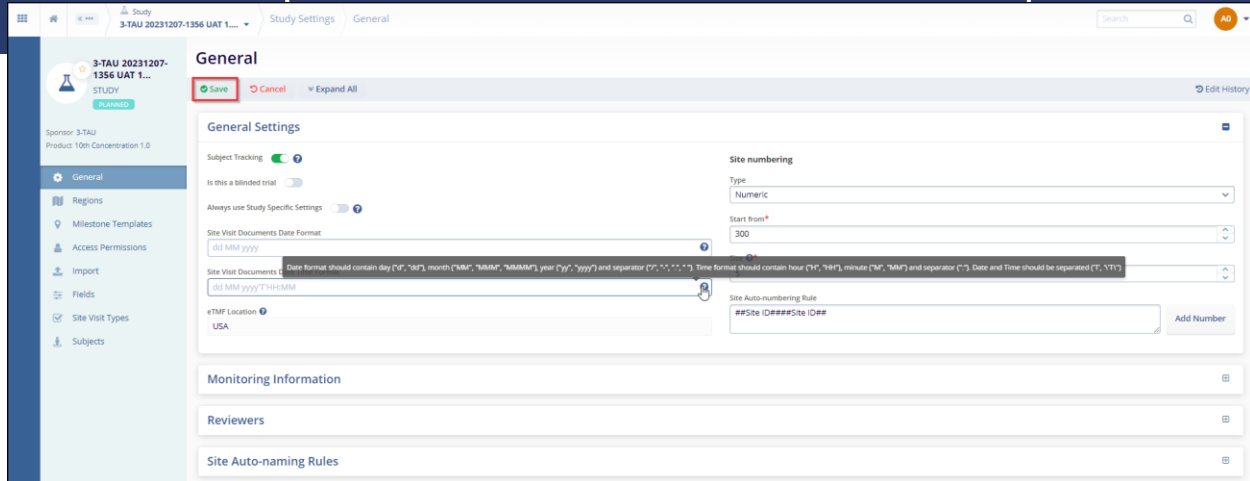 Study
3-TAU 20231207-1356 UAT 1....
Study Settings
General
Search
A0
3-TAU 20231207-
1356 UAT 1...
STUDY
PLANNED
Sponsor 3-TAU
Product 10th Concentration 1.0
General
Regions
Milestone Templates
Access Permissions
Import
Fields
Site Visit Types
Subjects
General
Save
Cancel
Expand All
Edit History
General Settings
Subject Tracking
Is this a blinded trial
Always use Study Specific Settings
Site Visit Documents Date Format
dd MM yyyy
Site Visit Documents D
dd MM yyyy'T'HH:MM
eTMF Location
USA
Site numbering
Type
Numeric
Start from*
300
Site Auto-numbering Rule
##Site ID####Site ID##
Add Number
Date format should contain day ("d", "dd"), month ("MM", "MMM", "MMMM"), year ("yy", "yyyy") and separator
Time format should contain hour ("H", "HH"), minute ("M", "MM") and separator (":"). Date and Time should be separated
Monitoring Information
Reviewers
Site Auto-naming Rules